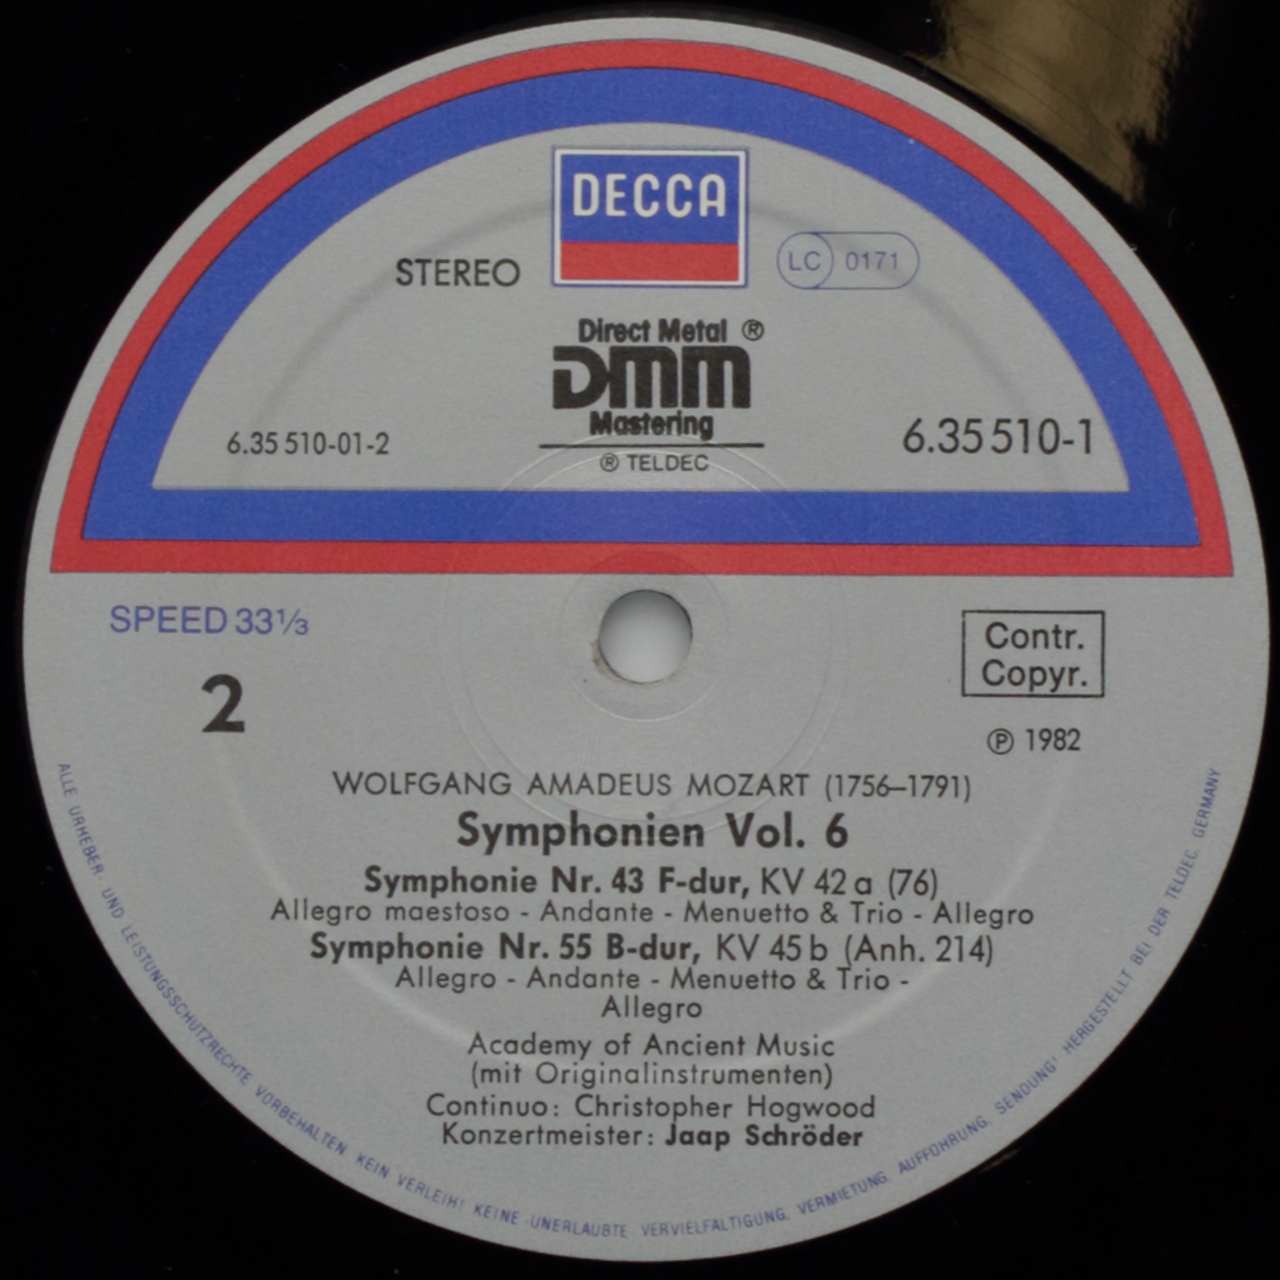 DECCA
STEREO
LC 0171
Direct Metal ®
DMM
Mastering
® TELDEC
6.35 510-01-2
6.35 510-1
SPEED 33⅓
2
Contr.
Copyr.
℗ 1982
WOLFGANG AMADEUS MOZART (1756–1791)
Symphonien Vol. 6
Symphonie Nr. 43 F-dur, KV 42 a (76)
Allegro maestoso - Andante - Menuetto & Trio - Allegro
Symphonie Nr. 55 B-dur, KV 45 b (Anh. 214)
Allegro - Andante - Menuetto & Trio -
Allegro
Academy of Ancient Music
(mit Originalinstrumenten)
Continuo: Christopher Hogwood
Konzertmeister: Jaap Schröder
ALLE URHEBER- UND LEISTUNGSSCHUTZRECHTE VORBEHALTEN KEIN VERLEIH! KEINE UNERLAUBTE VERVIELFÄLTIGUNG, VERMIETUNG, AUFFÜHRUNG, SENDUNG! HERGESTELLT BEI DER TELDEC, GERMANY